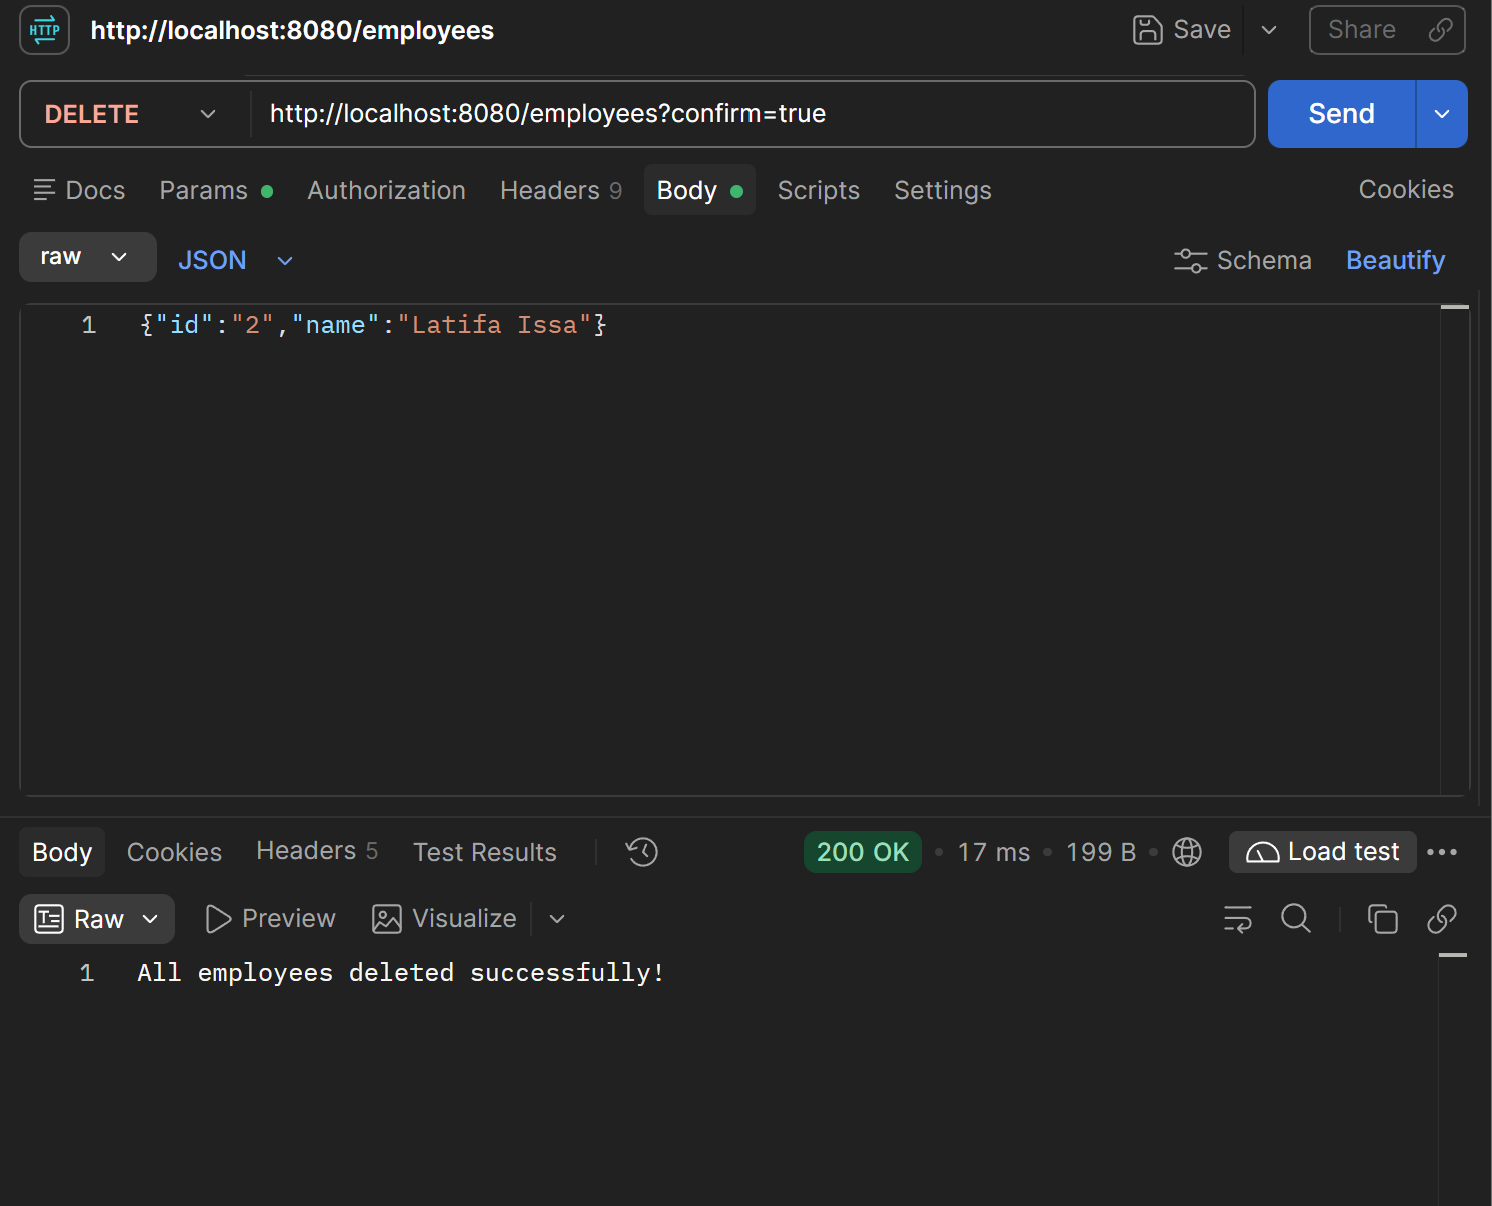 HTTP http://localhost:8080/employees Save Share
DELETE http://localhost:8080/employees?confirm=true Send
Docs Params Authorization Headers 9 Body Scripts Settings Cookies
raw JSON Schema Beautify
1 {"id":"2","name":"Latifa Issa"}
Body Cookies Headers 5 Test Results 200 OK • 17 ms • 199 B • Load test
Raw Preview Visualize
1 All employees deleted successfully!